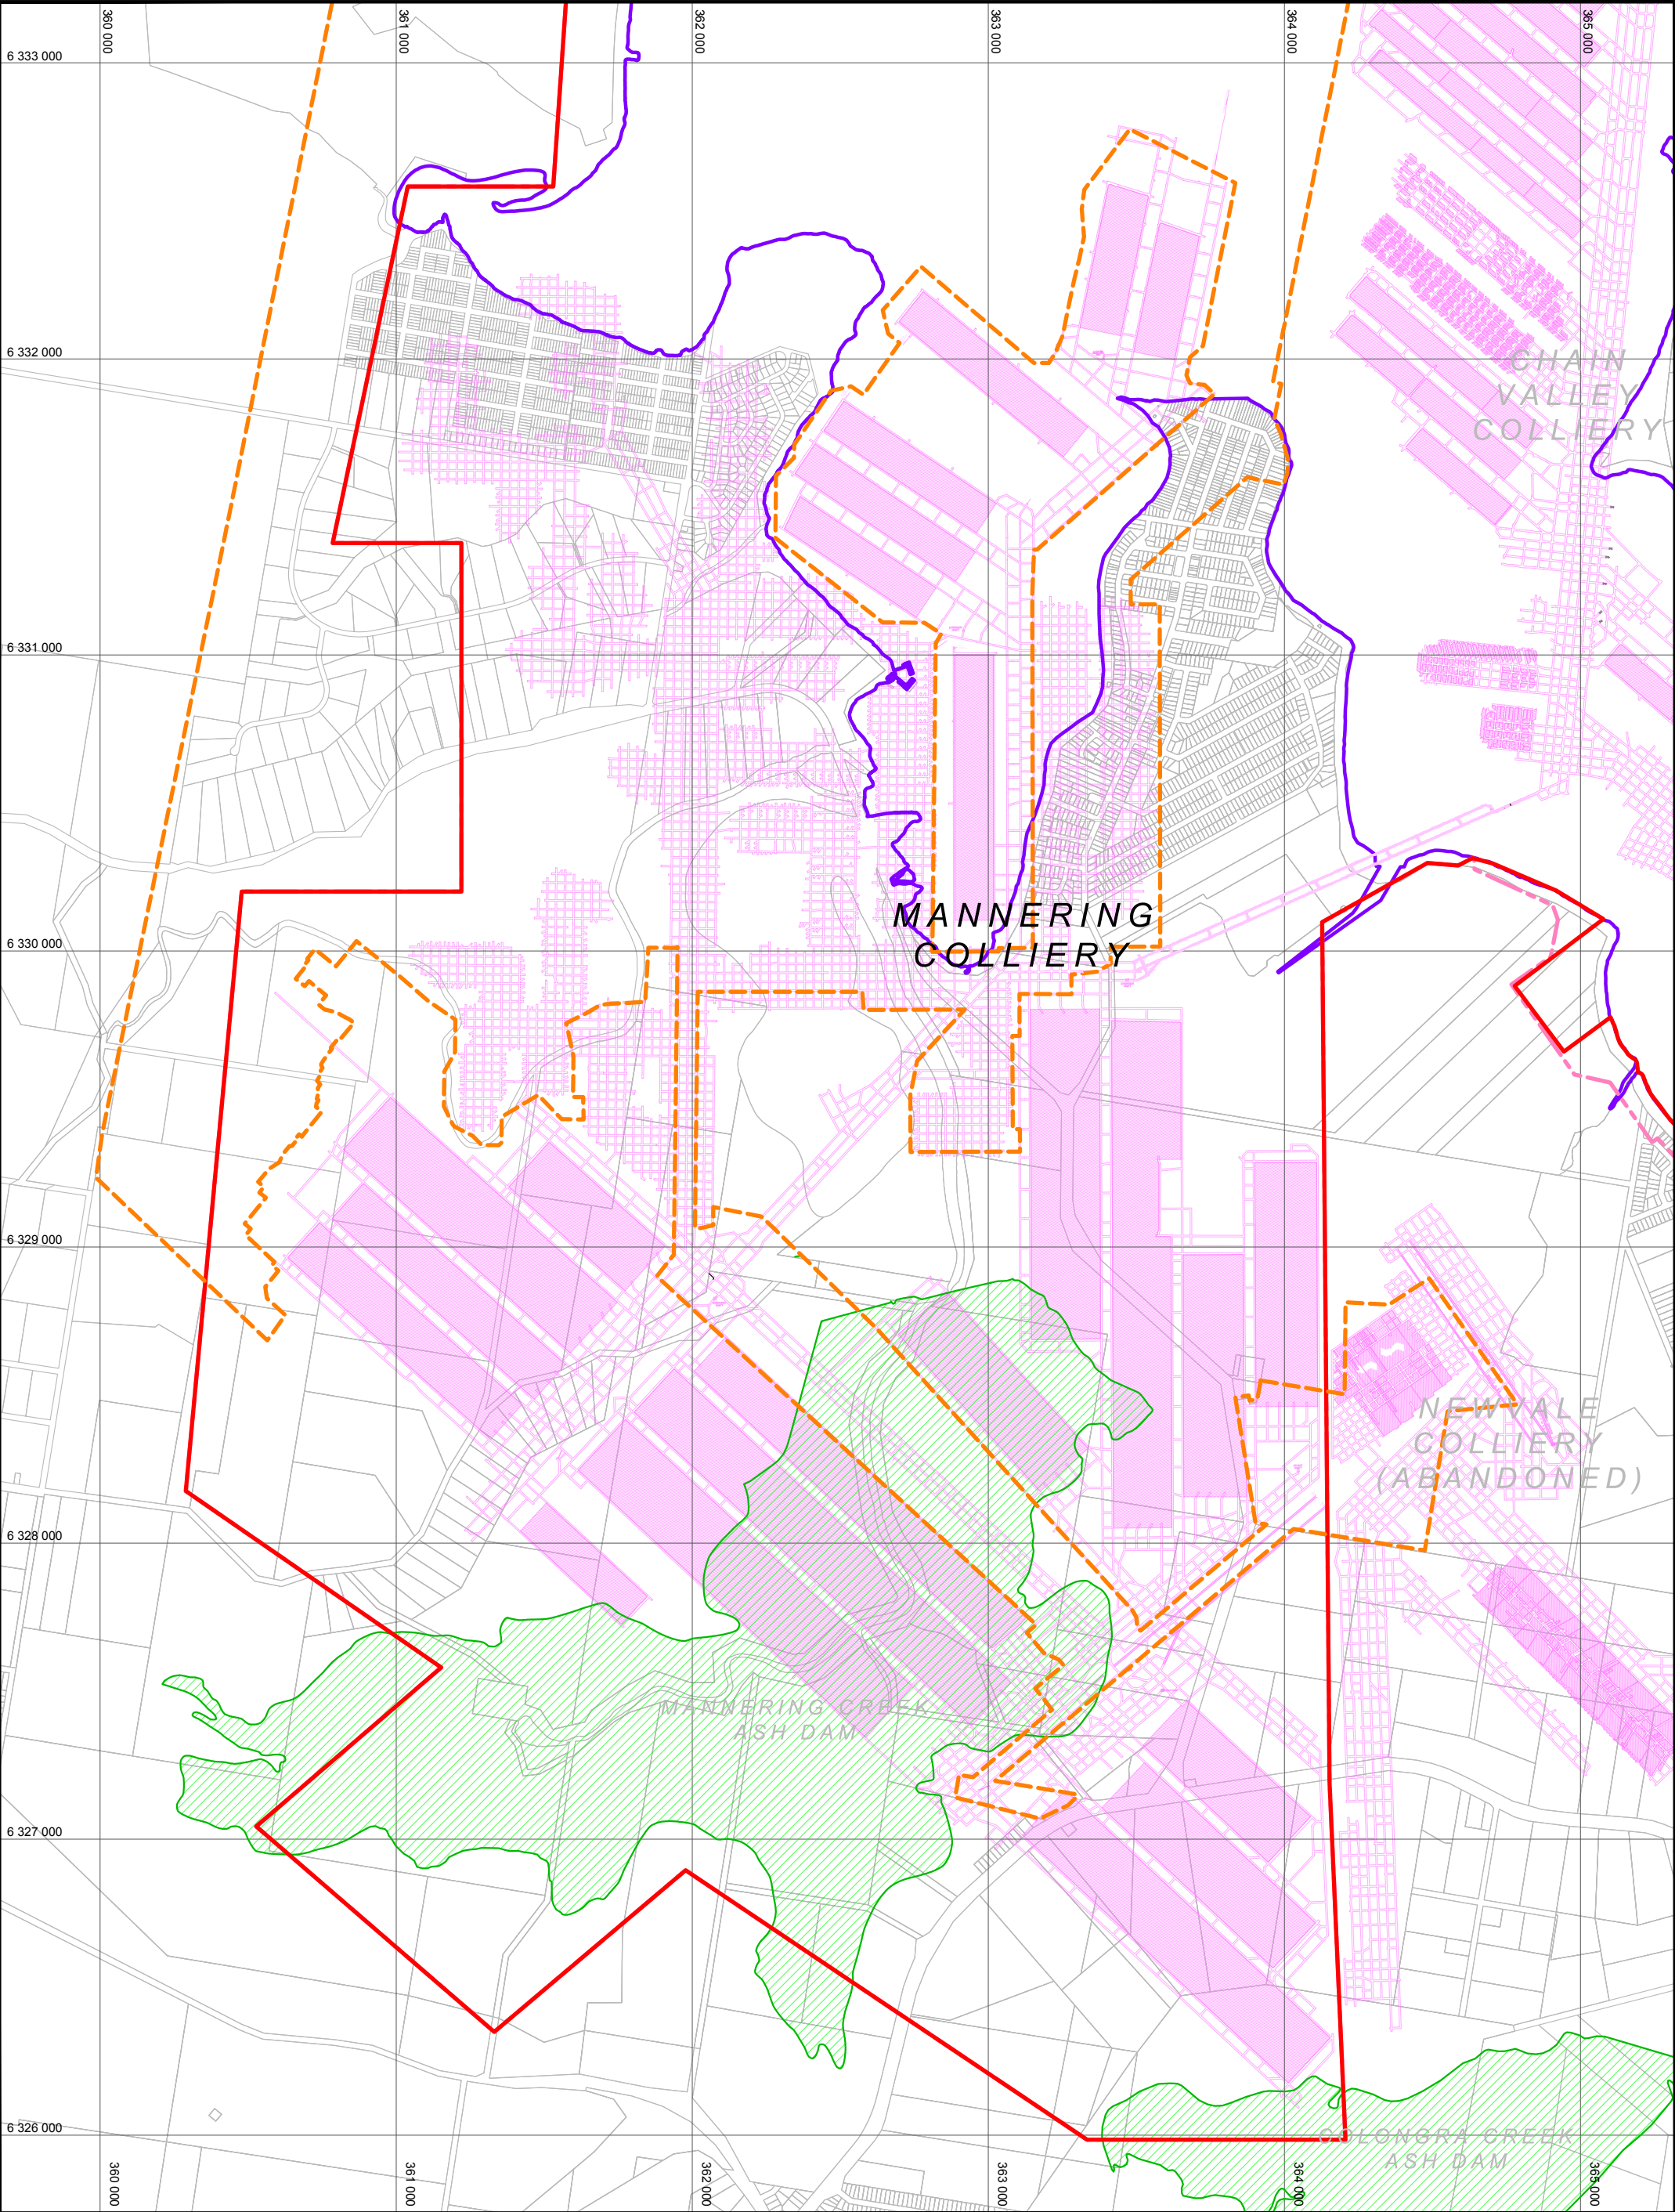 360 000
361 000
362 000
363 000
364 000
365 000
6 333 000
6 332 000
CHAIN
VALLEY
COLLIERY
6 331 000
MANNERING
COLLIERY
6 330 000
6 329 000
NEWVALE
COLLIERY
(ABANDONED)
6 328 000
MANNERING CREEK
ASH DAM
6 327 000
6 326 000
COLONGRA CREEK
ASH DAM
360 000
361 000
362 000
363 000
364 000
365 000